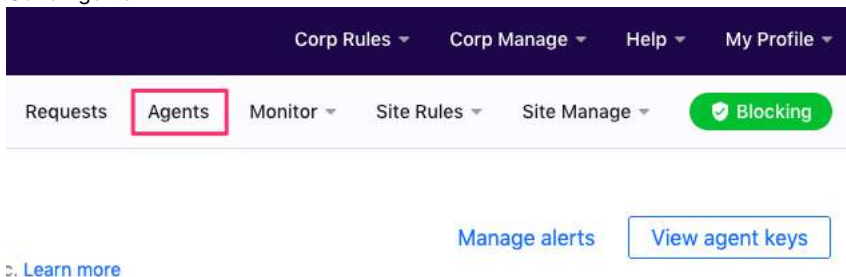 Corp Rules Corp Manage Help My Profile
Requests Agents Monitor Site Rules Site Manage Blocking
Manage alerts View agent keys
c. Learn more